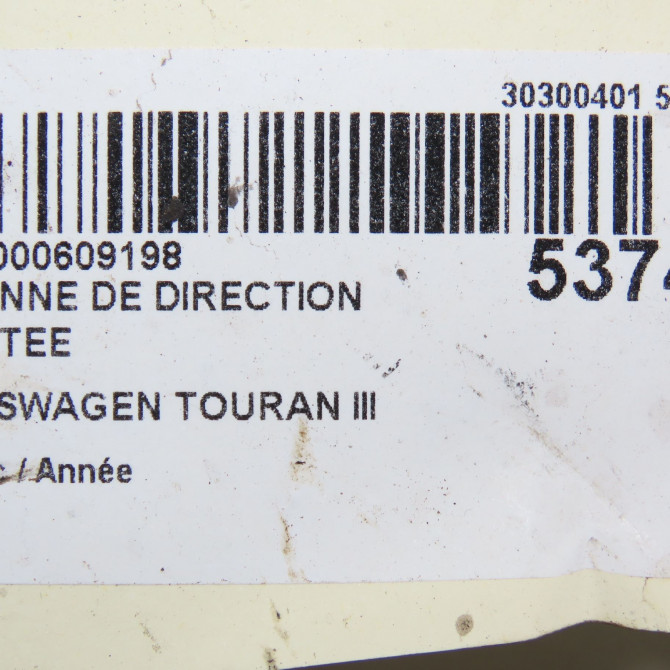 30300401 5
000609198
5374
NNE DE DIRECTION
TEE
SWAGEN TOURAN III
c / Année